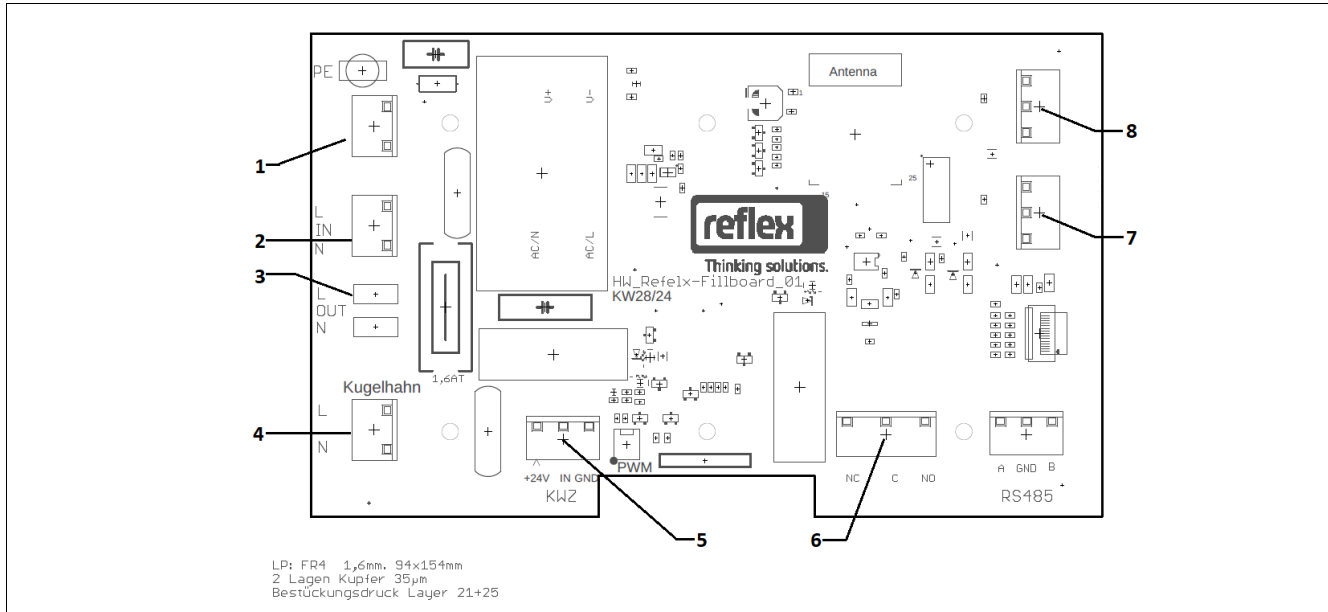 PE
U+
U-
Antenna
1
8
L
IN
N
2
AC/N
AC/L
reflex
Thinking solutions.
25
7
3
L
OUT
N
HW_Refelx-Fillboard_01
KW28/24
1,6AT
Kugelhahn
4
L
N
+24V IN GND
KWZ
PWM
5
NC C NO
6
A GND B
RS485
LP: FR4 1,6mm. 94x154mm
2 Lagen Kupfer 35µm
Bestückungsdruck Layer 21+25